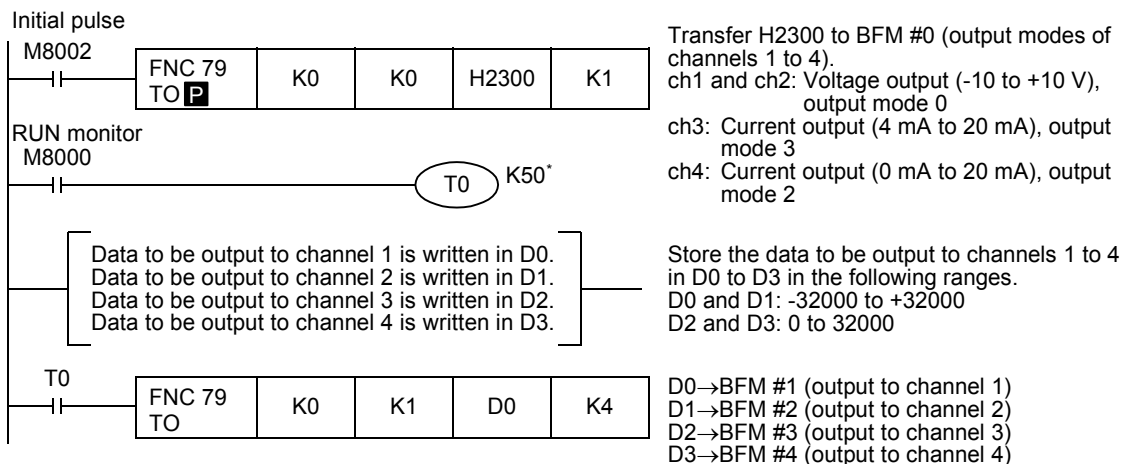 Initial pulse
M8002
FNC 79
TO P
K0
K0
H2300
K1
Transfer H2300 to BFM #0 (output modes of
channels 1 to 4).
ch1 and ch2: Voltage output (-10 to +10 V),
output mode 0
ch3: Current output (4 mA to 20 mA), output
mode 3
ch4: Current output (0 mA to 20 mA), output
mode 2
RUN monitor
M8000
T0
K50*
Data to be output to channel 1 is written in D0.
Data to be output to channel 2 is written in D1.
Data to be output to channel 3 is written in D2.
Data to be output to channel 4 is written in D3.
Store the data to be output to channels 1 to 4
in D0 to D3 in the following ranges.
D0 and D1: -32000 to +32000
D2 and D3: 0 to 32000
T0
FNC 79
TO
K0
K1
D0
K4
D0→BFM #1 (output to channel 1)
D1→BFM #2 (output to channel 2)
D2→BFM #3 (output to channel 3)
D3→BFM #4 (output to channel 4)